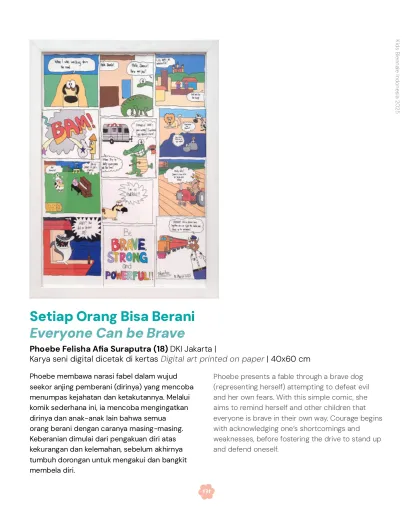 Kids Biennale Indonesia 2025
BAM!
Be
BRAVE
STRONG
and
POWERFUL!!
Setiap Orang Bisa Berani
Everyone Can be Brave
Phoebe Felisha Afia Suraputra (18) DKI Jakarta |
Karya seni digital dicetak di kertas Digital art printed on paper | 40x60 cm
Phoebe membawa narasi fabel dalam wujud
seekor anjing pemberani (dirinya) yang mencoba
menumpas kejahatan dan ketakutannya. Melalui
komik sederhana ini, ia mencoba mengingatkan
dirinya dan anak-anak lain bahwa semua
orang berani dengan caranya masing-masing.
Keberanian dimulai dari pengakuan diri atas
kekurangan dan kelemahan, sebelum akhirnya
tumbuh dorongan untuk mengakui dan bangkit
membela diri.
Phoebe presents a fable through a brave dog
(representing herself) attempting to defeat evil
and her own fears. With this simple comic, she
aims to remind herself and other children that
everyone is brave in their own way. Courage begins
with acknowledging one's shortcomings and
weaknesses, before fostering the drive to stand up
and defend oneself.